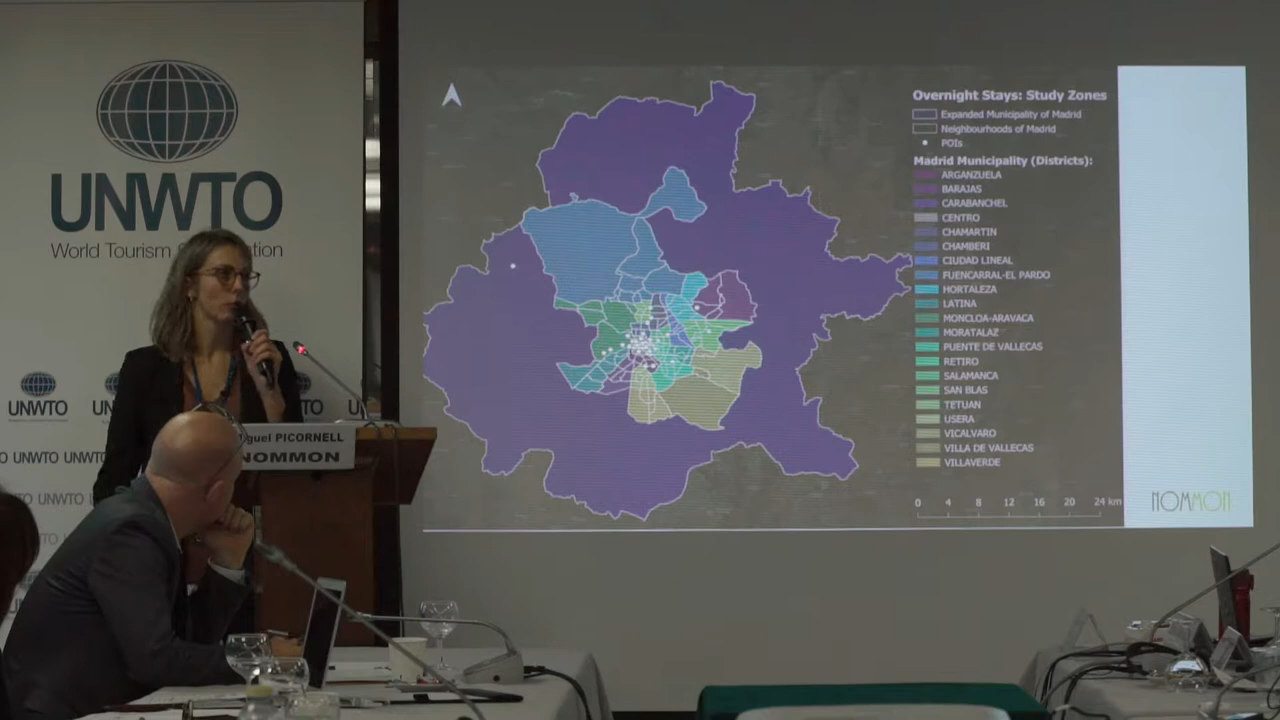 UNWTO
World Tourism
UNWTO
UNWTO UNWTO
iguel PICORNELL
NOMMON
Overnight Stays: Study Zones
Expanded Municipality of Madrid
Neighbourhoods of Madrid
POIs
Madrid Municipality (Districts):
ARGANZUELA
BARAJAS
CARABANCHEL
CENTRO
CHAMARTIN
CHAMBERI
CIUDAD LINEAL
FUENCARRAL-EL PARDO
HORTALEZA
LATINA
MONCLOA-ARAVACA
MORATALAZ
PUENTE DE VALLECAS
RETIRO
SALAMANCA
SAN BLAS
TETUAN
USERA
VICALVARO
VILLA DE VALLECAS
VILLAVERDE
0 4 8 12 16 20 24 km
NOMMON